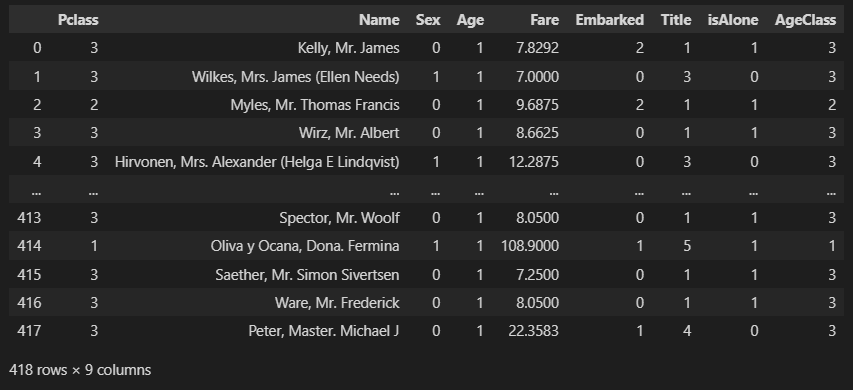 Pclass Name Sex Age Fare Embarked Title isAlone AgeClass
0 3 Kelly, Mr. James 0 1 7.8292 2 1 1 3
1 3 Wilkes, Mrs. James (Ellen Needs) 1 1 7.0000 0 3 0 3
2 2 Myles, Mr. Thomas Francis 0 1 9.6875 2 1 1 2
3 3 Wirz, Mr. Albert 0 1 8.6625 0 1 1 3
4 3 Hirvonen, Mrs. Alexander (Helga E Lindqvist) 1 1 12.2875 0 3 0 3
... ... ... ... ... ... ... ... ... ...
413 3 Spector, Mr. Woolf 0 1 8.0500 0 1 1 3
414 1 Oliva y Ocana, Dona. Fermina 1 1 108.9000 1 5 1 1
415 3 Saether, Mr. Simon Sivertsen 0 1 7.2500 0 1 1 3
416 3 Ware, Mr. Frederick 0 1 8.0500 0 1 1 3
417 3 Peter, Master. Michael J 0 1 22.3583 1 4 0 3
418 rows × 9 columns